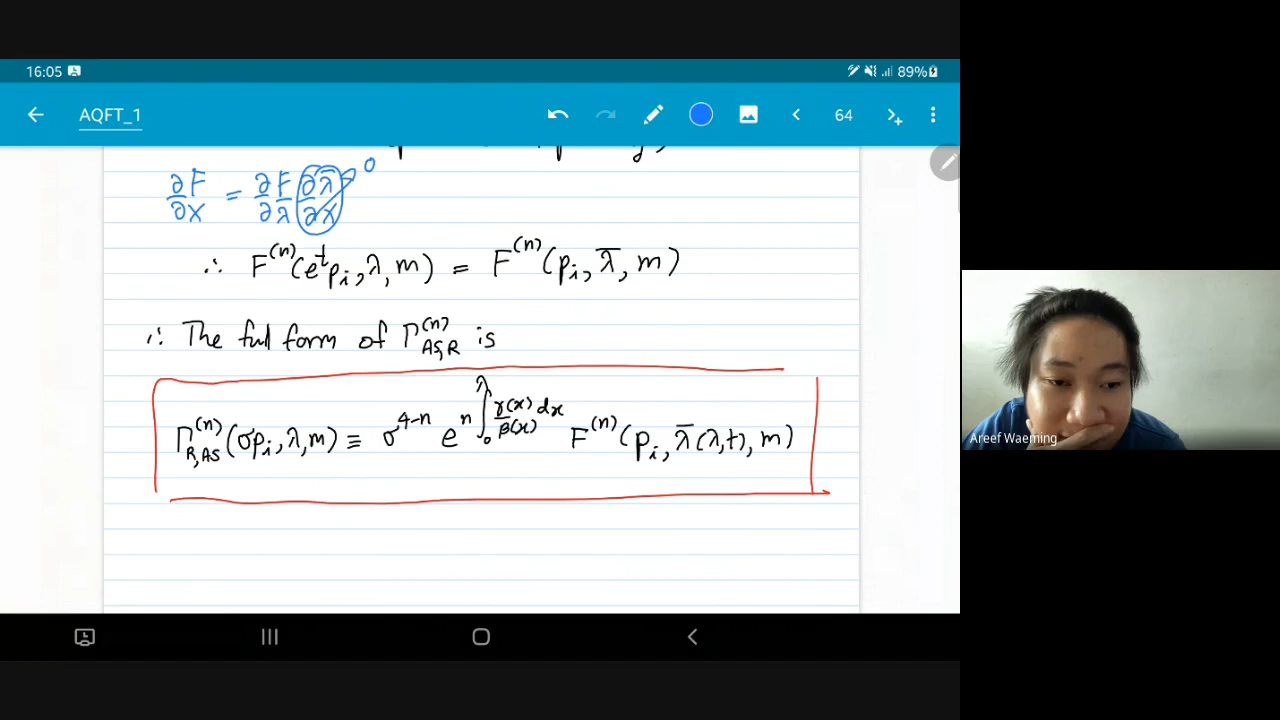 16:05 89%
AQFT_1 64
∂F/∂x = ∂F/∂λ̄ ∂λ̄/∂x 0
∴ F^(n)(e^t p_i, λ, m) = F^(n)(p_i, λ̄, m)
∴ The full form of Γ^(n)_AS,R is
Γ^(n)_R,AS(σp_i, λ, m) ≡ σ^(4-n) e^(n ∫_0^λ γ(x)/β(x) dx) F^(n)(p_i, λ̄(λ,t), m)
Areef Waeming